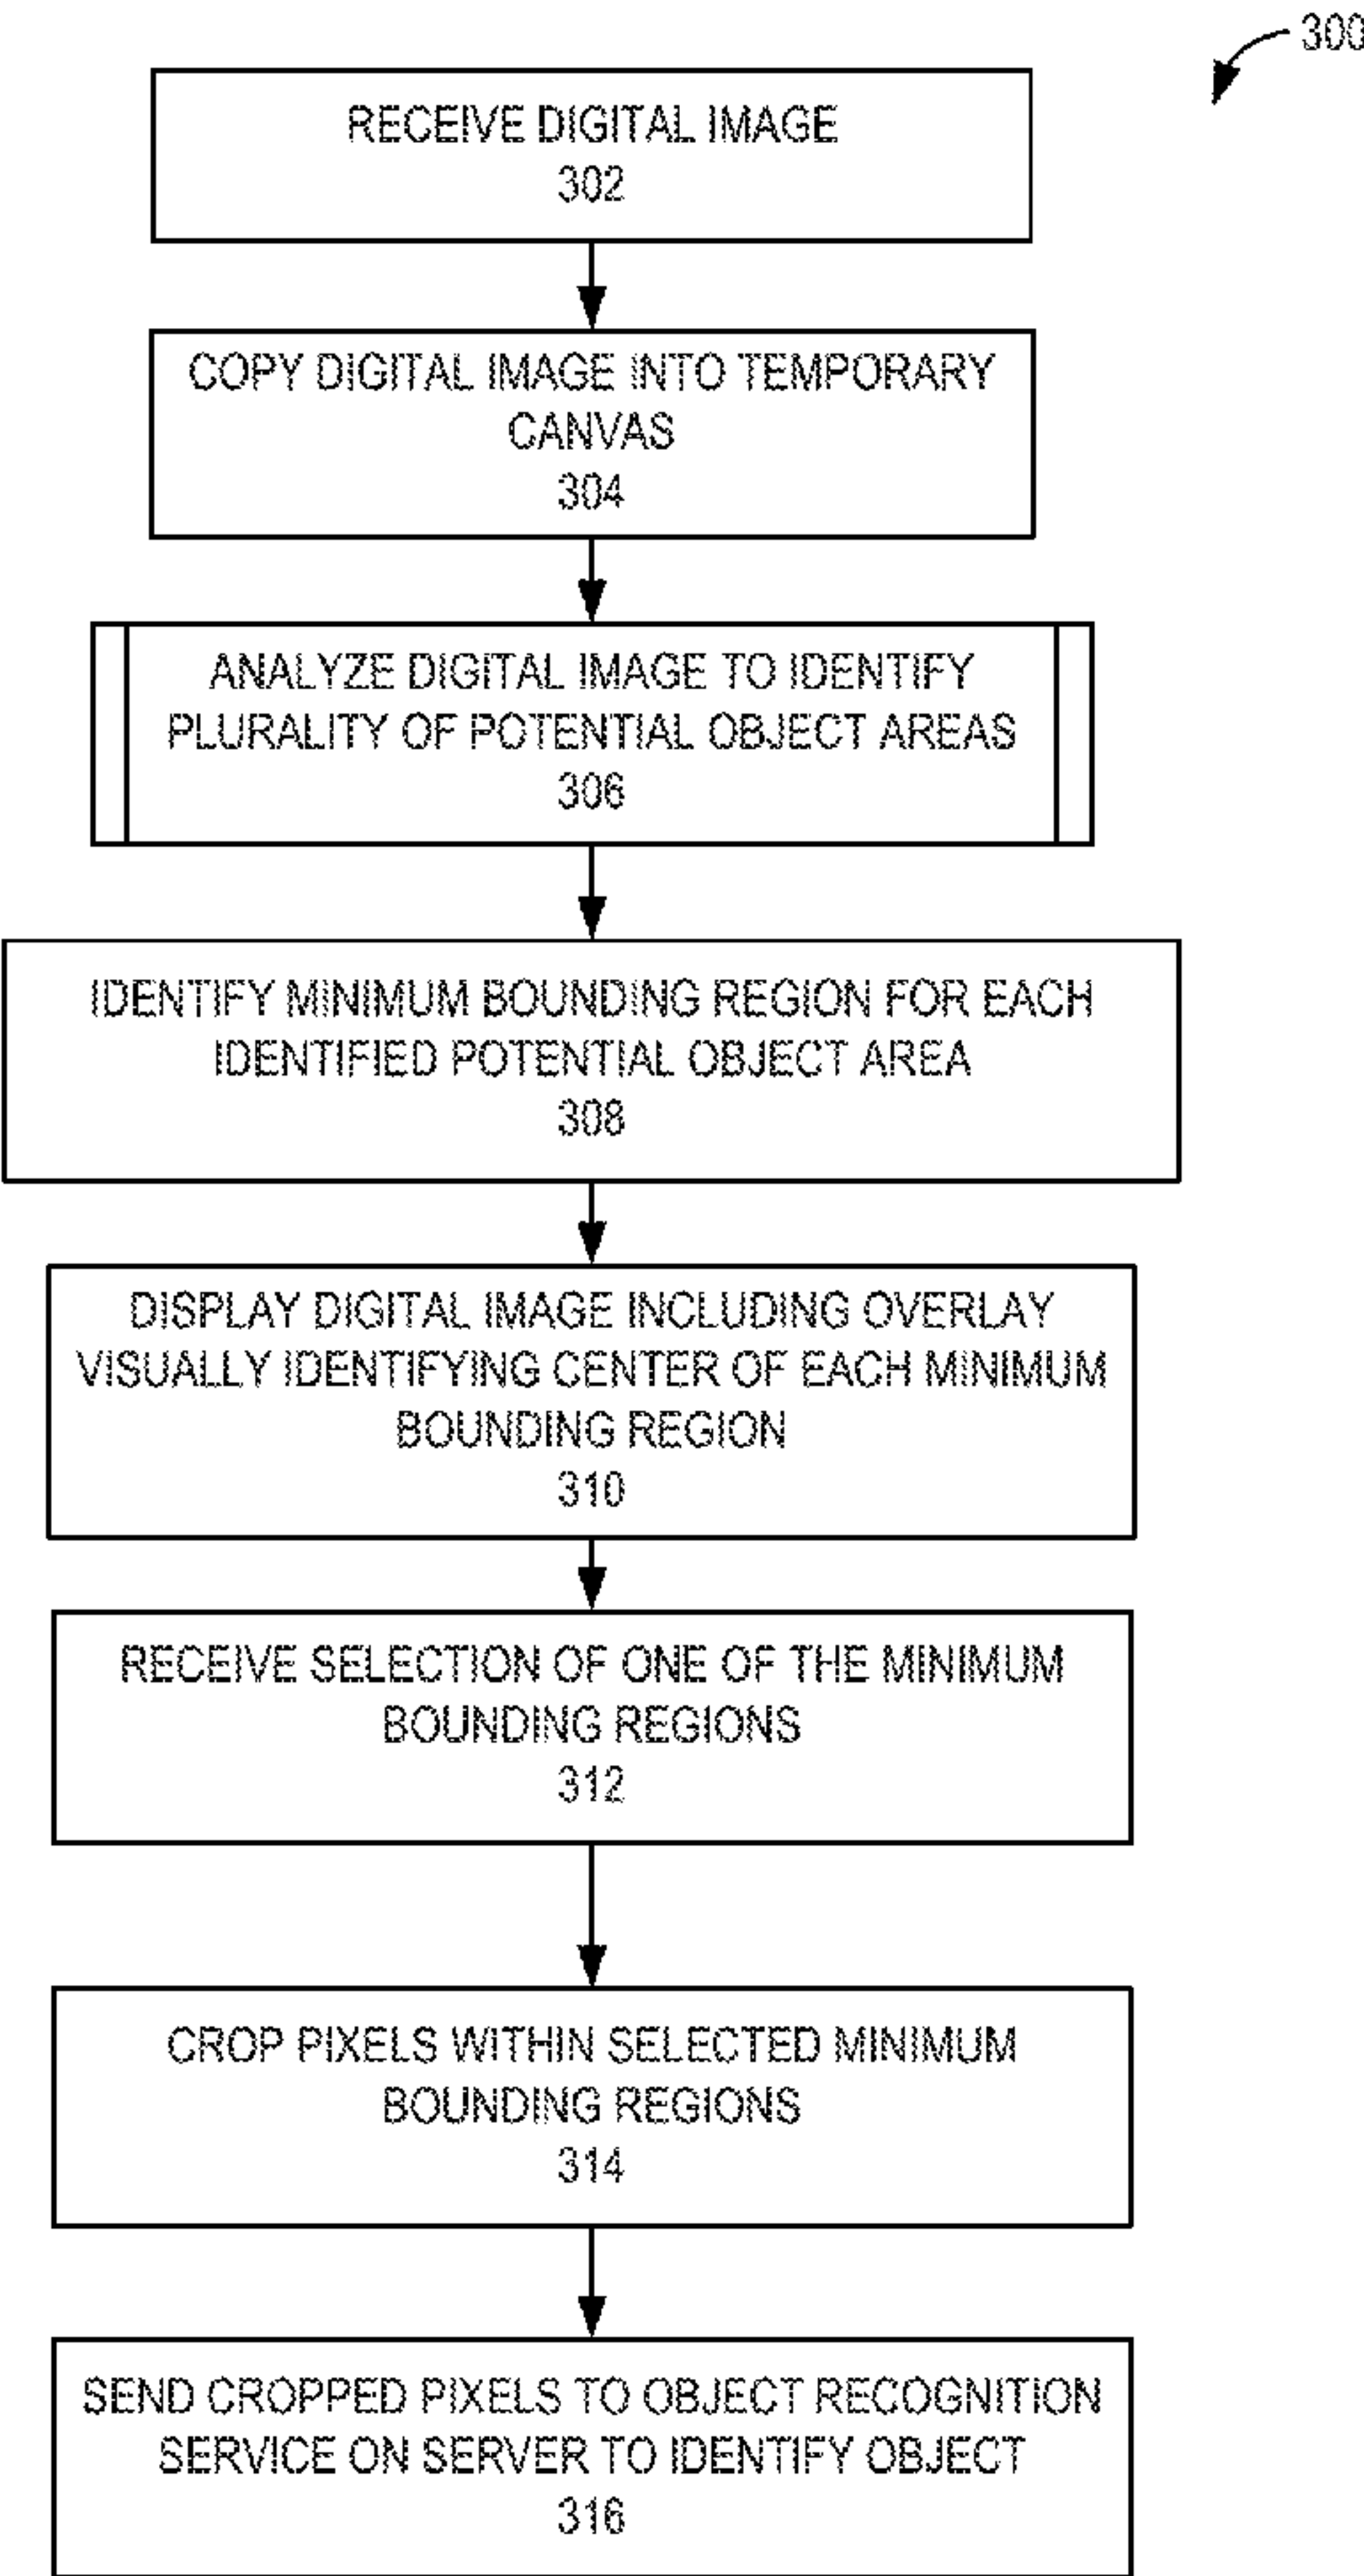 300
RECEIVE DIGITAL IMAGE
302
COPY DIGITAL IMAGE INTO TEMPORARY
CANVAS
304
ANALYZE DIGITAL IMAGE TO IDENTIFY
PLURALITY OF POTENTIAL OBJECT AREAS
306
IDENTIFY MINIMUM BOUNDING REGION FOR EACH
IDENTIFIED POTENTIAL OBJECT AREA
308
DISPLAY DIGITAL IMAGE INCLUDING OVERLAY
VISUALLY IDENTIFYING CENTER OF EACH MINIMUM
BOUNDING REGION
310
RECEIVE SELECTION OF ONE OF THE MINIMUM
BOUNDING REGIONS
312
CROP PIXELS WITHIN SELECTED MINIMUM
BOUNDING REGIONS
314
SEND CROPPED PIXELS TO OBJECT RECOGNITION
SERVICE ON SERVER TO IDENTIFY OBJECT
316